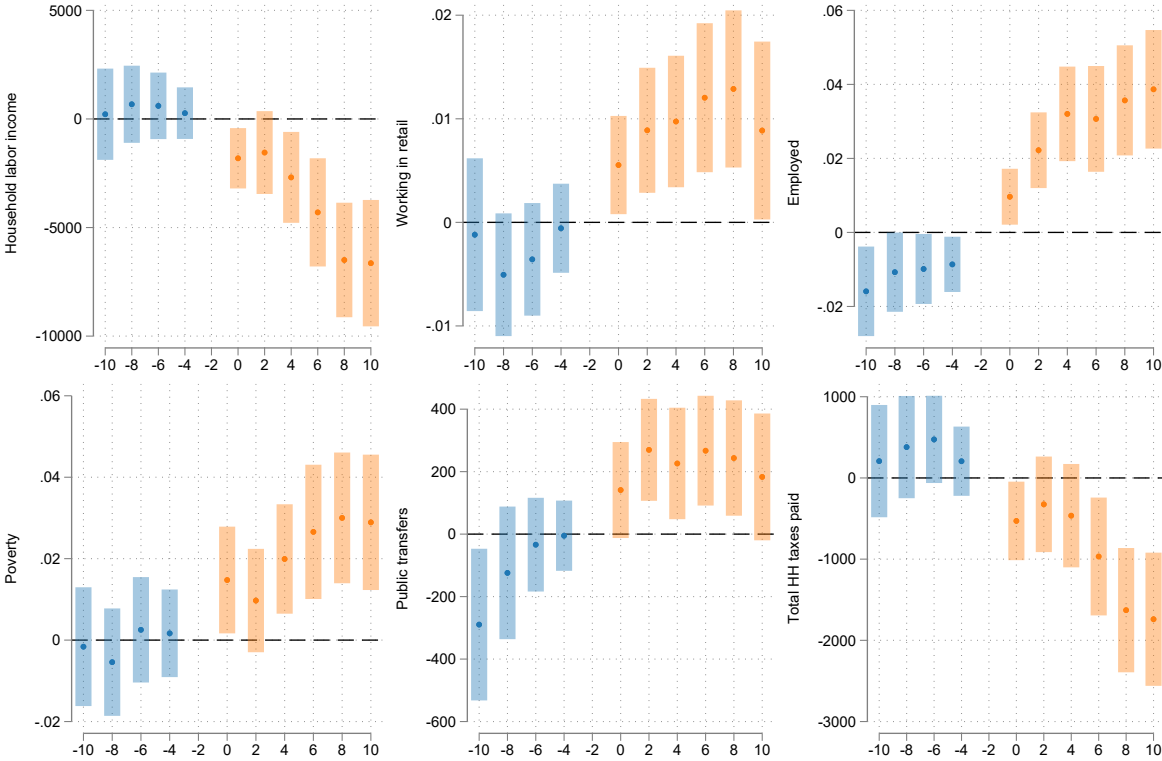 Household labor income
5000
0
-5000
-10000
-10 -8 -6 -4 -2 0 2 4 6 8 10
Working in retail
.02
.01
0
-.01
-10 -8 -6 -4 -2 0 2 4 6 8 10
Employed
.06
.04
.02
0
-.02
-10 -8 -6 -4 -2 0 2 4 6 8 10
Poverty
.06
.04
.02
0
-.02
-10 -8 -6 -4 -2 0 2 4 6 8 10
Public transfers
400
200
0
-200
-400
-600
-10 -8 -6 -4 -2 0 2 4 6 8 10
Total HH taxes paid
1000
0
-1000
-2000
-3000
-10 -8 -6 -4 -2 0 2 4 6 8 10